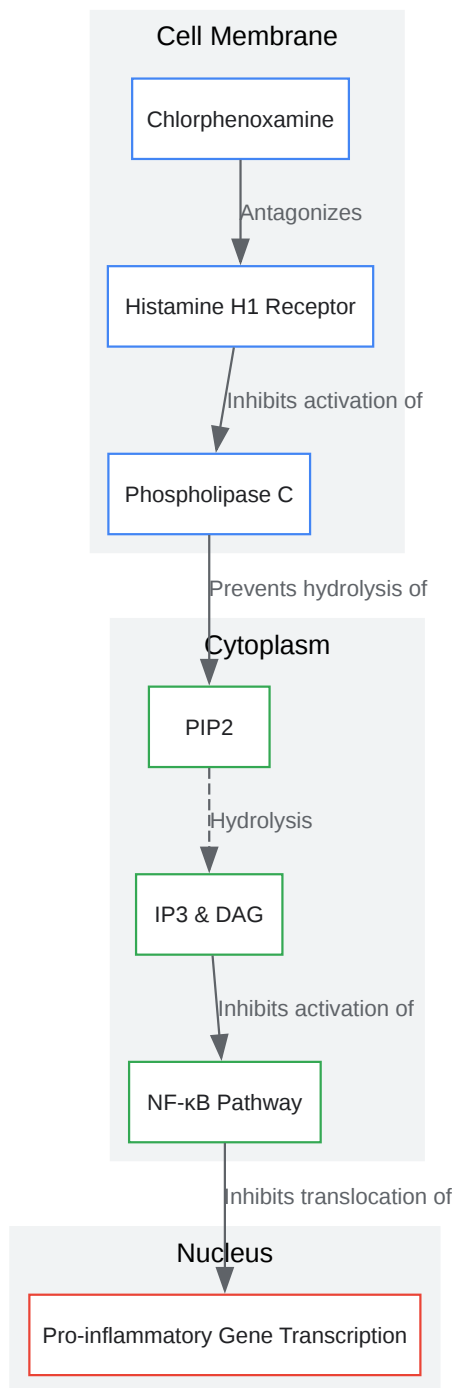 Cell Membrane
Chlorphenoxamine
Antagonizes
Histamine H1 Receptor
Inhibits activation of
Phospholipase C
Prevents hydrolysis of
Cytoplasm
PIP2
Hydrolysis
IP3 & DAG
Inhibits activation of
NF-κB Pathway
Inhibits translocation of
Nucleus
Pro-inflammatory Gene Transcription